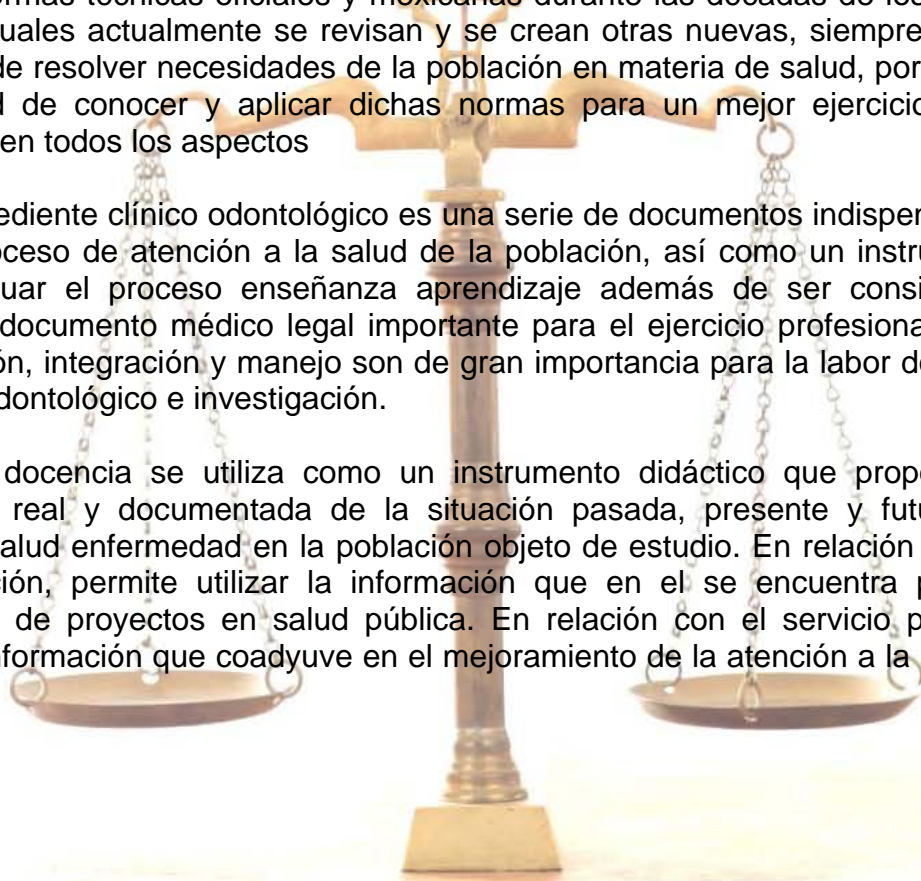 ormas técnicas oficiales y mexicanas durante las décadas de los
uales actualmente se revisan y se crean otras nuevas, siempre
de resolver necesidades de la población en materia de salud, por
d de conocer y aplicar dichas normas para un mejor ejercicio
en todos los aspectos
ediente clínico odontológico es una serie de documentos indispen
oceso de atención a la salud de la población, así como un instru
uar el proceso enseñanza aprendizaje además de ser consi
documento médico legal importante para el ejercicio profesiona
ón, integración y manejo son de gran importancia para la labor de
dontológico e investigación.
docencia se utiliza como un instrumento didáctico que prop
real y documentada de la situación pasada, presente y futu
alud enfermedad en la población objeto de estudio. En relación
ción, permite utilizar la información que en el se encuentra p
de proyectos en salud pública. En relación con el servicio p
nformación que coadyuve en el mejoramiento de la atención a la